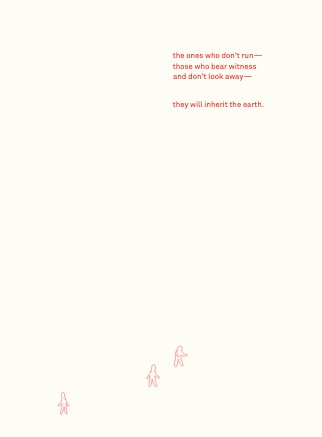 the ones who don't run—
those who bear witness
and don't look away—
they will inherit the earth.